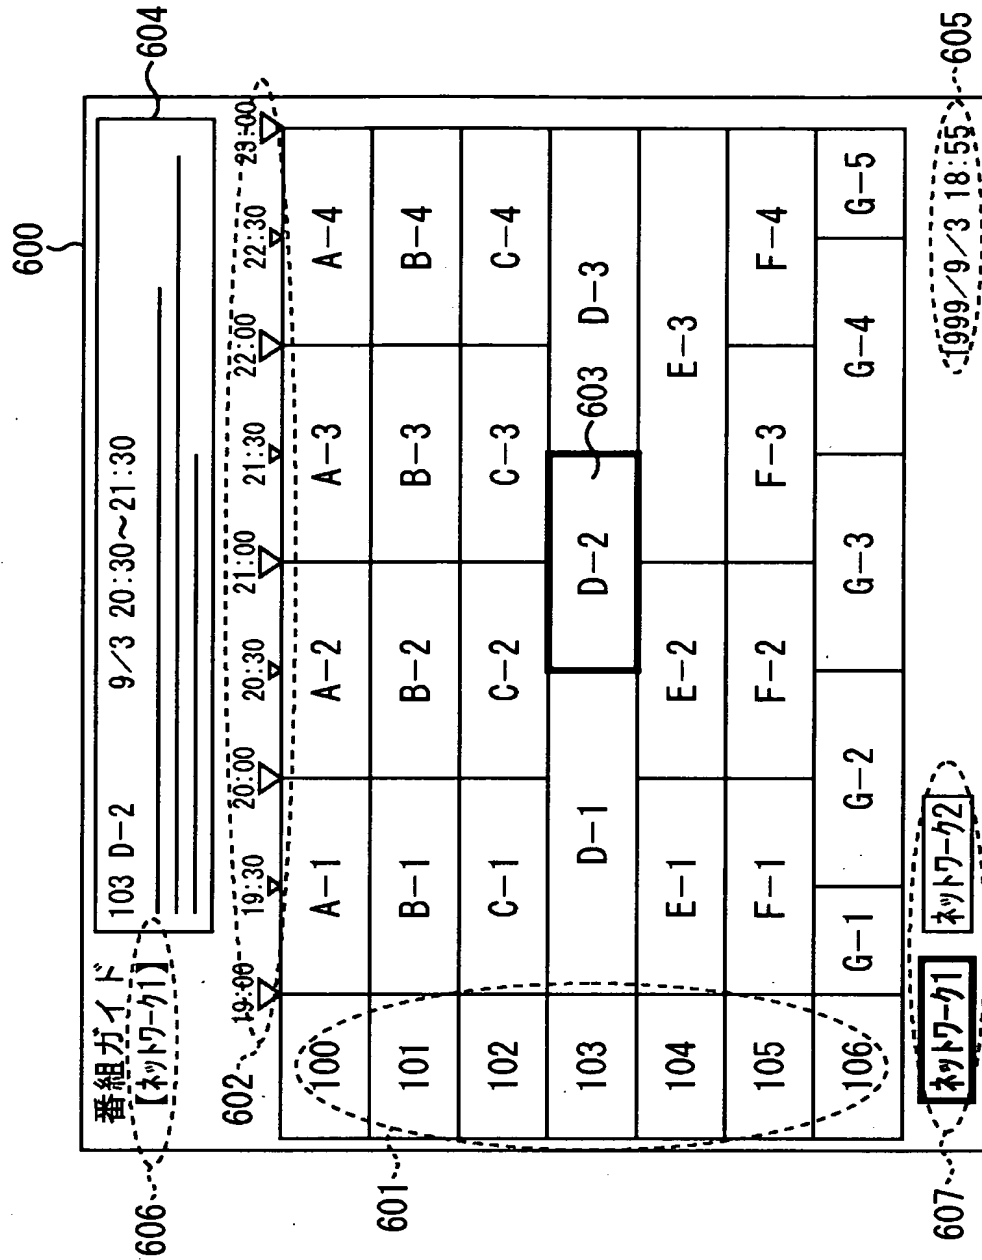 600
604
番組ガイド
【ネットワーク1】
103 D-2 9/3 20:30~21:30
606
602
19:00 19:30 20:00 20:30 21:00 21:30 22:00 22:30 23:00
100 A-1 A-2 A-3 A-4
101 B-1 B-2 B-3 B-4
102 C-1 C-2 C-3 C-4
103 D-1 D-2 603 D-3
104 E-1 E-2 E-3
105 F-1 F-2 F-3 F-4
106 G-1 G-2 G-3 G-4 G-5
601
ネットワーク1 ネットワーク2 1999/9/3 18:55
607
605